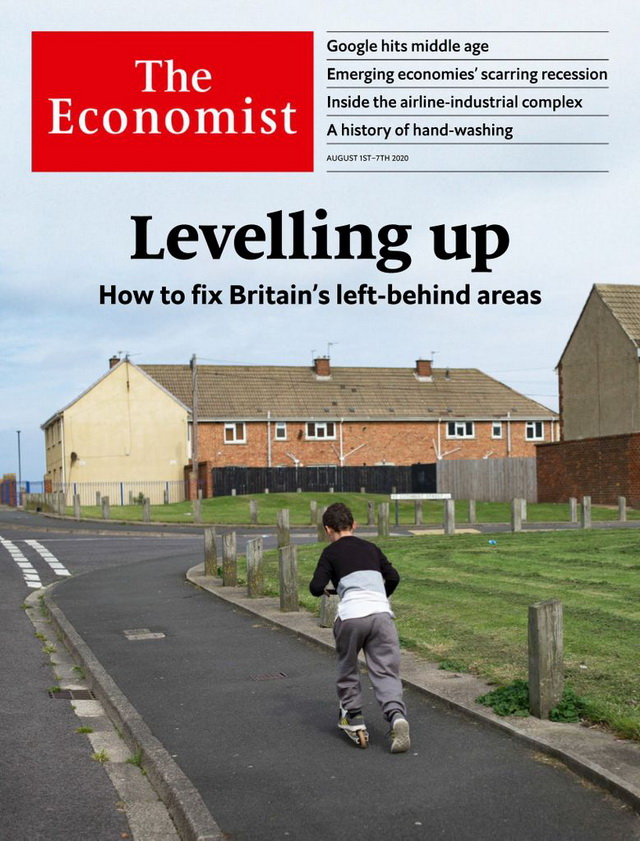 The
Economist
Google hits middle age
Emerging economies' scarring recession
Inside the airline-industrial complex
A history of hand-washing
AUGUST 1ST–7TH 2020
Levelling up
How to fix Britain's left-behind areas